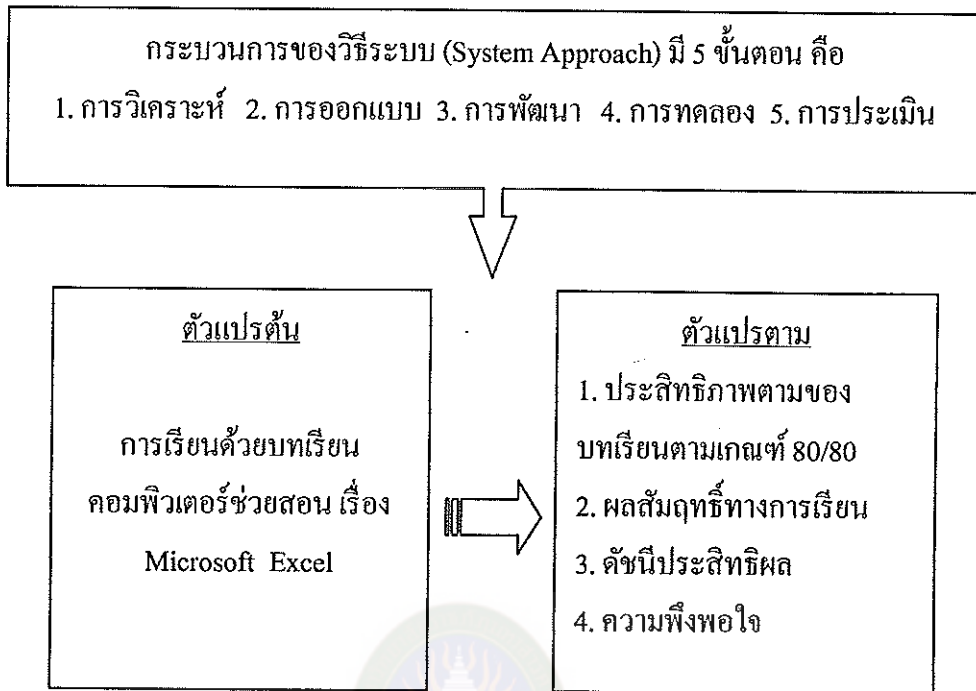 กระบวนการของวิธีระบบ (System Approach) มี 5 ขั้นตอน คือ
1. การวิเคราะห์ 2. การออกแบบ 3. การพัฒนา 4. การทดลอง 5. การประเมิน
ตัวแปรต้น
การเรียนด้วยบทเรียน
คอมพิวเตอร์ช่วยสอน เรื่อง
Microsoft Excel
ตัวแปรตาม
1. ประสิทธิภาพตามของ
บทเรียนตามเกณฑ์ 80/80
2. ผลสัมฤทธิ์ทางการเรียน
3. ดัชนีประสิทธิผล
4. ความพึงพอใจ